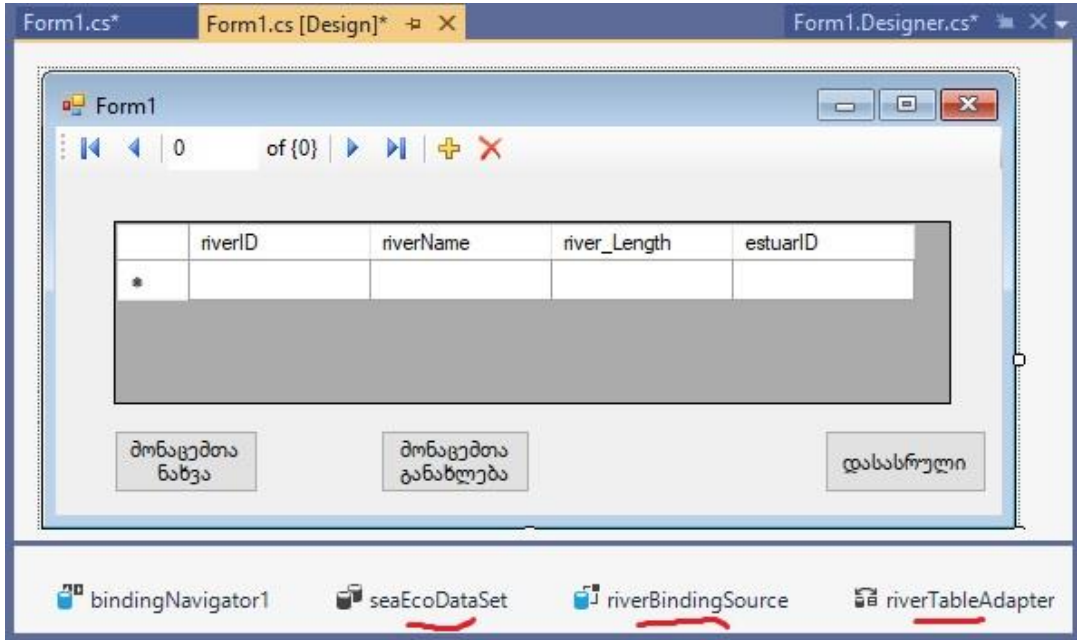 Form1.cs* Form1.cs [Design]* Form1.Designer.cs*
Form1
0 of {0}
riverID riverName river_Length estuarID
*
მონაცემთა
ნახვა
მონაცემთა
განახლება
დასასრული
bindingNavigator1 seaEcoDataSet riverBindingSource riverTableAdapter